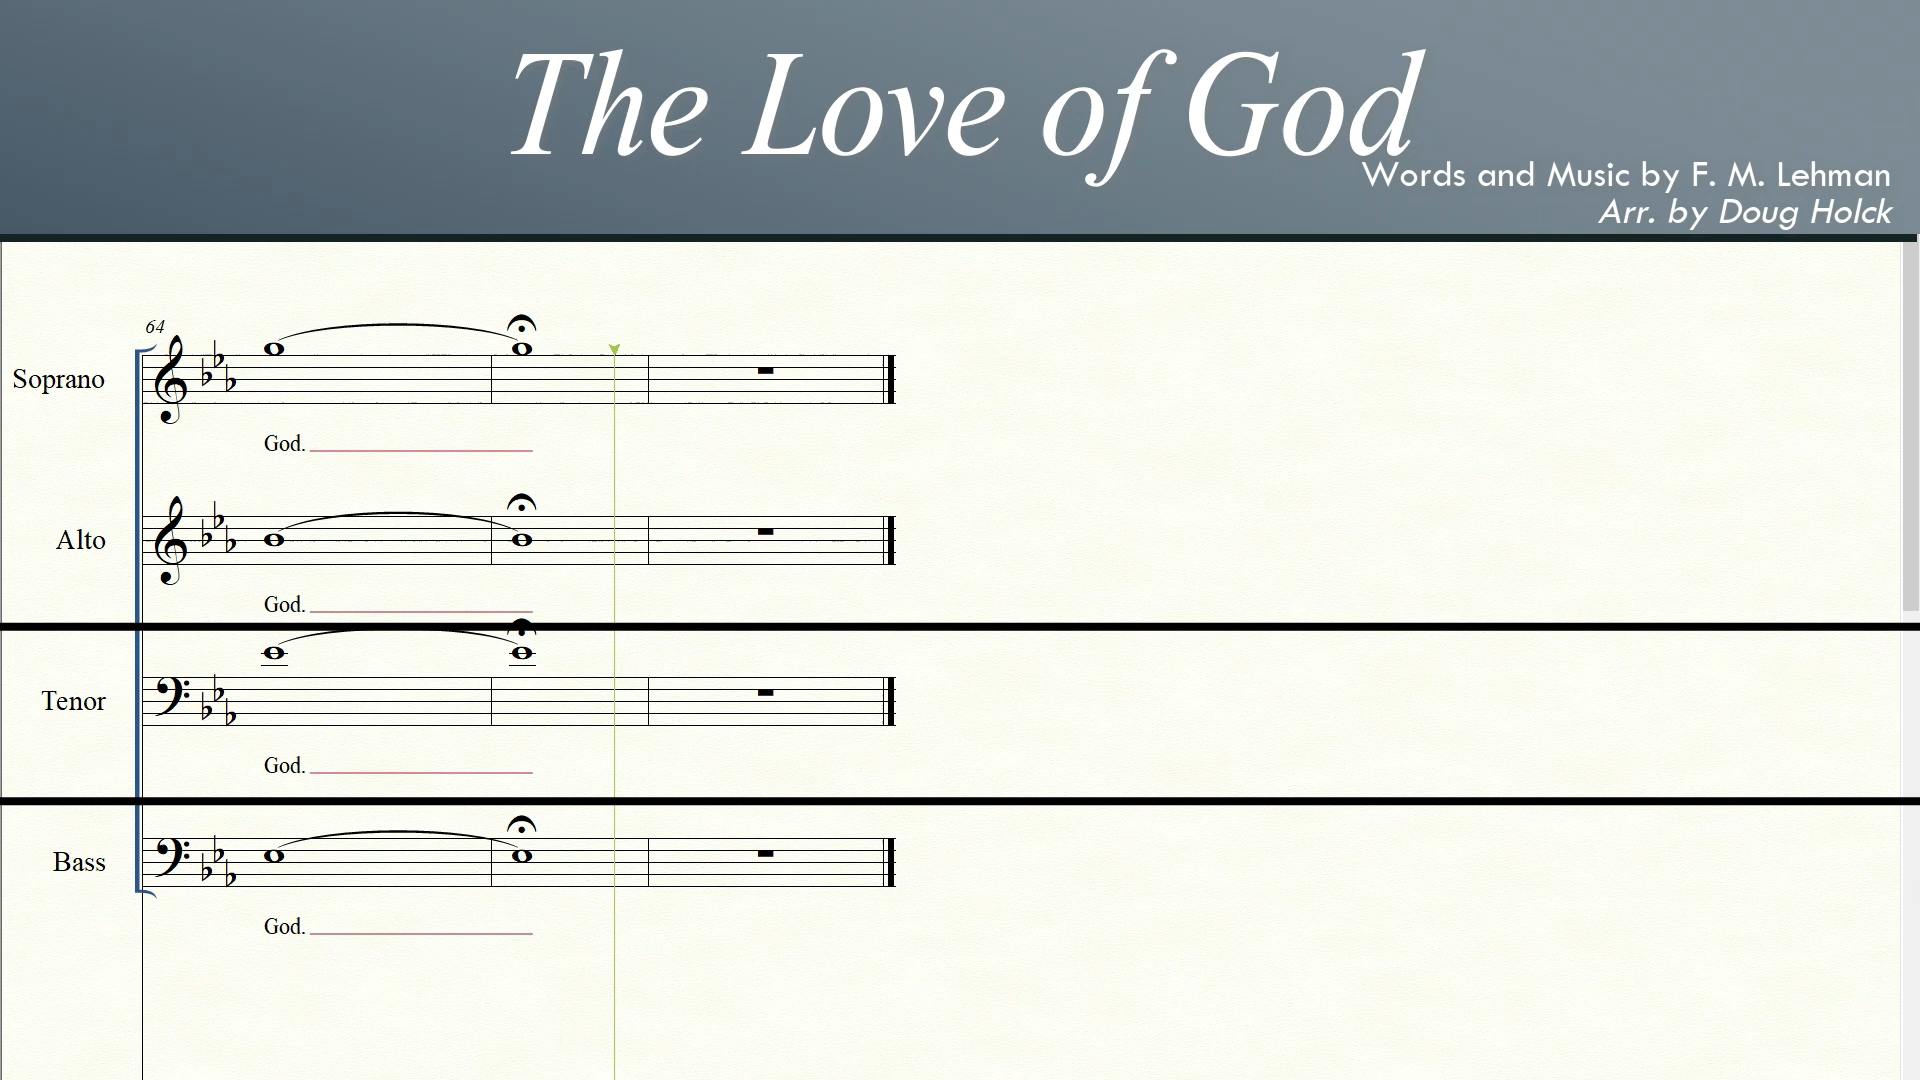 The Love of God
Words and Music by F. M. Lehman
Arr. by Doug Holck
64
Soprano
God.
Alto
God.
Tenor
God.
Bass
God.